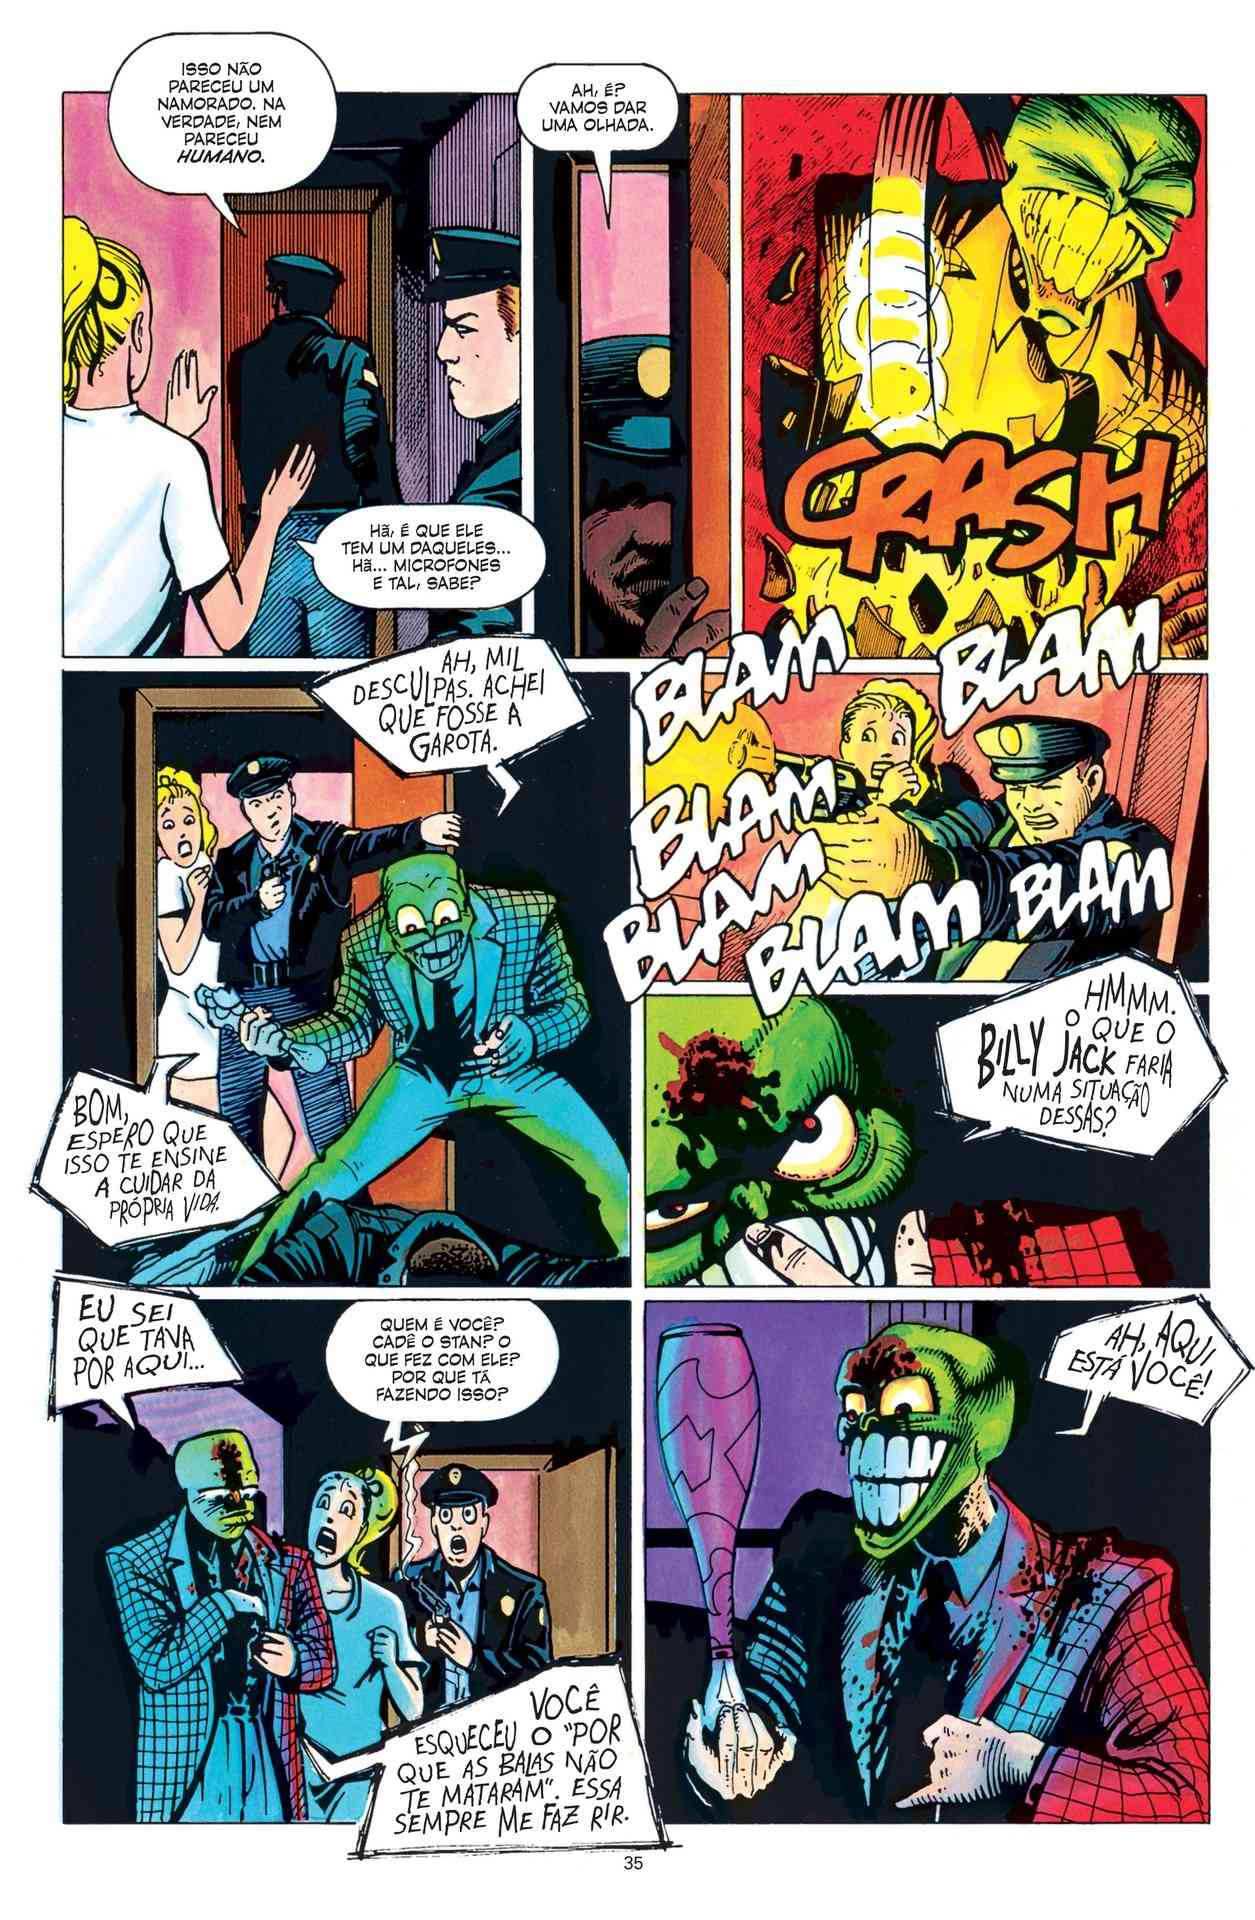 ISSO NÃO
PARECEU UM
NAMORADO. NA
VERDADE, NEM
PARECEU
HUMANO.
AH, É?
VAMOS DAR
UMA OLHADA.
HÃ, É QUE ELE
TEM UM DAQUELES...
HÃ... MICROFONES
E TAL, SABE?
CRASH
AH, MIL
DESCULPAS. ACHEI
QUE FOSSE A
GAROTA.
BOM,
ESPERO QUE
ISSO TE ENSINE
A CUIDAR DA
PRÓPRIA VIDA.
BLAM
BLAM
BLAM
BLAM
BLAM
BLAM
HMMM.
O QUE O
BILLY JACK FARIA
NUMA SITUAÇÃO
DESSAS?
EU SEI
QUE TAVA
POR AQUI...
QUEM É VOCÊ?
CADÊ O STAN? O
QUE FEZ COM ELE?
POR QUE TÁ
FAZENDO ISSO?
VOCÊ
ESQUECEU O "POR
QUE AS BALAS NÃO
TE MATARAM". ESSA
SEMPRE ME FAZ RIR.
AH, AQUI
ESTÁ VOCÊ!
35